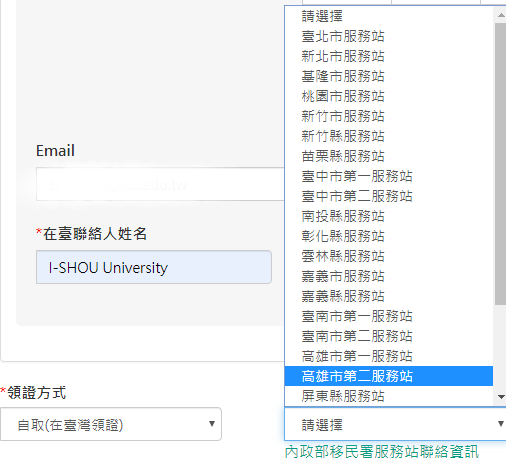 Email
*在臺聯絡人姓名
I-SHOU University
*領證方式
自取(在臺灣領證)
請選擇
臺北市服務站
新北市服務站
基隆市服務站
桃園市服務站
新竹市服務站
新竹縣服務站
苗栗縣服務站
臺中市第一服務站
臺中市第二服務站
南投縣服務站
彰化縣服務站
雲林縣服務站
嘉義市服務站
嘉義縣服務站
臺南市第一服務站
臺南市第二服務站
高雄市第一服務站
高雄市第二服務站
屏東縣服務站
請選擇
內政部移民署服務站聯絡資訊